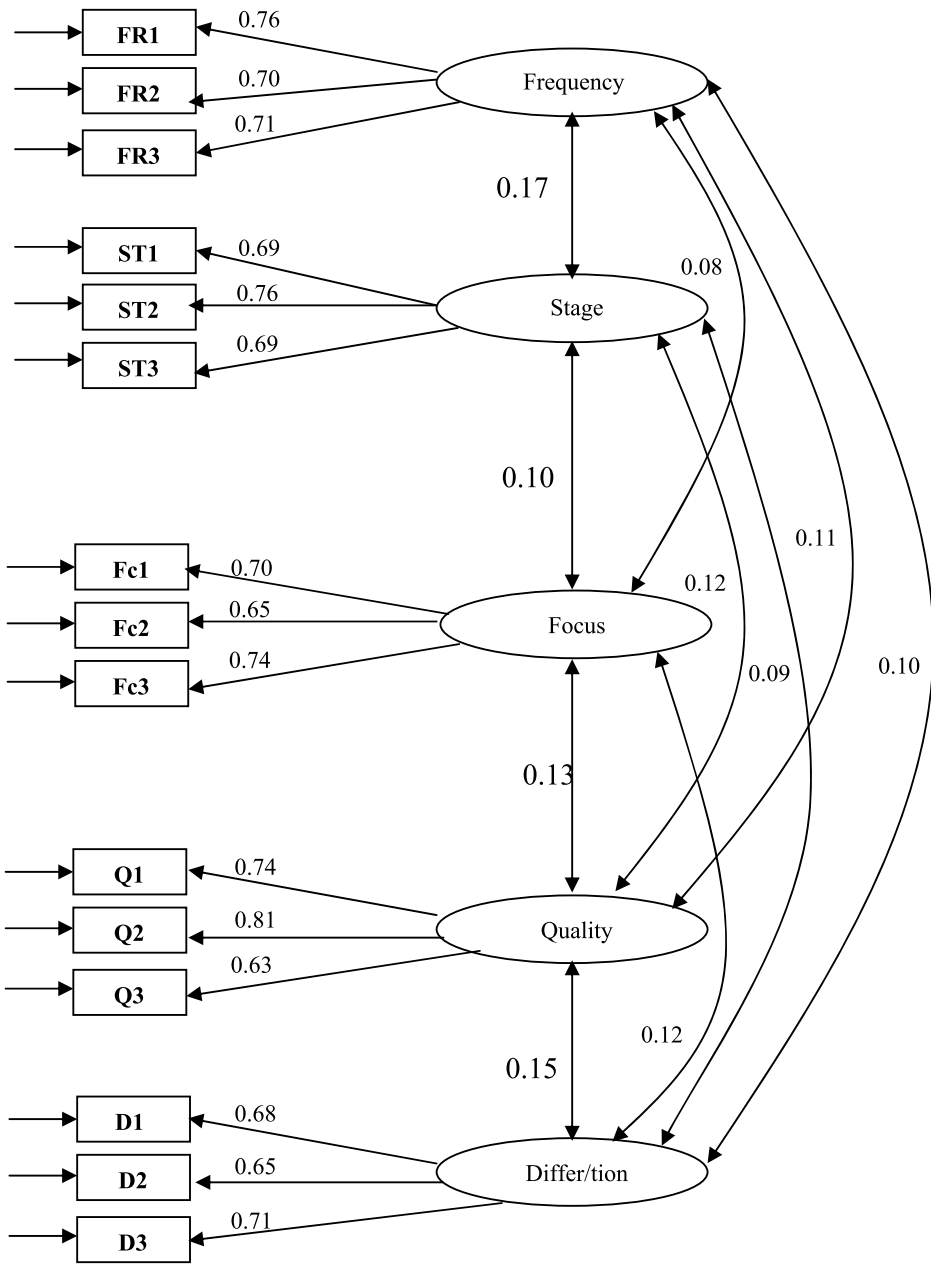 FR1
0.76
FR2
0.70
FR3
0.71
Frequency
0.17
ST1
0.69
ST2
0.76
ST3
0.69
Stage
0.08
0.10
0.11
Fc1
0.70
Fc2
0.65
Fc3
0.74
Focus
0.12
0.09
0.10
0.13
Q1
0.74
Q2
0.81
Q3
0.63
Quality
0.12
0.15
D1
0.68
D2
0.65
D3
0.71
Differ/tion